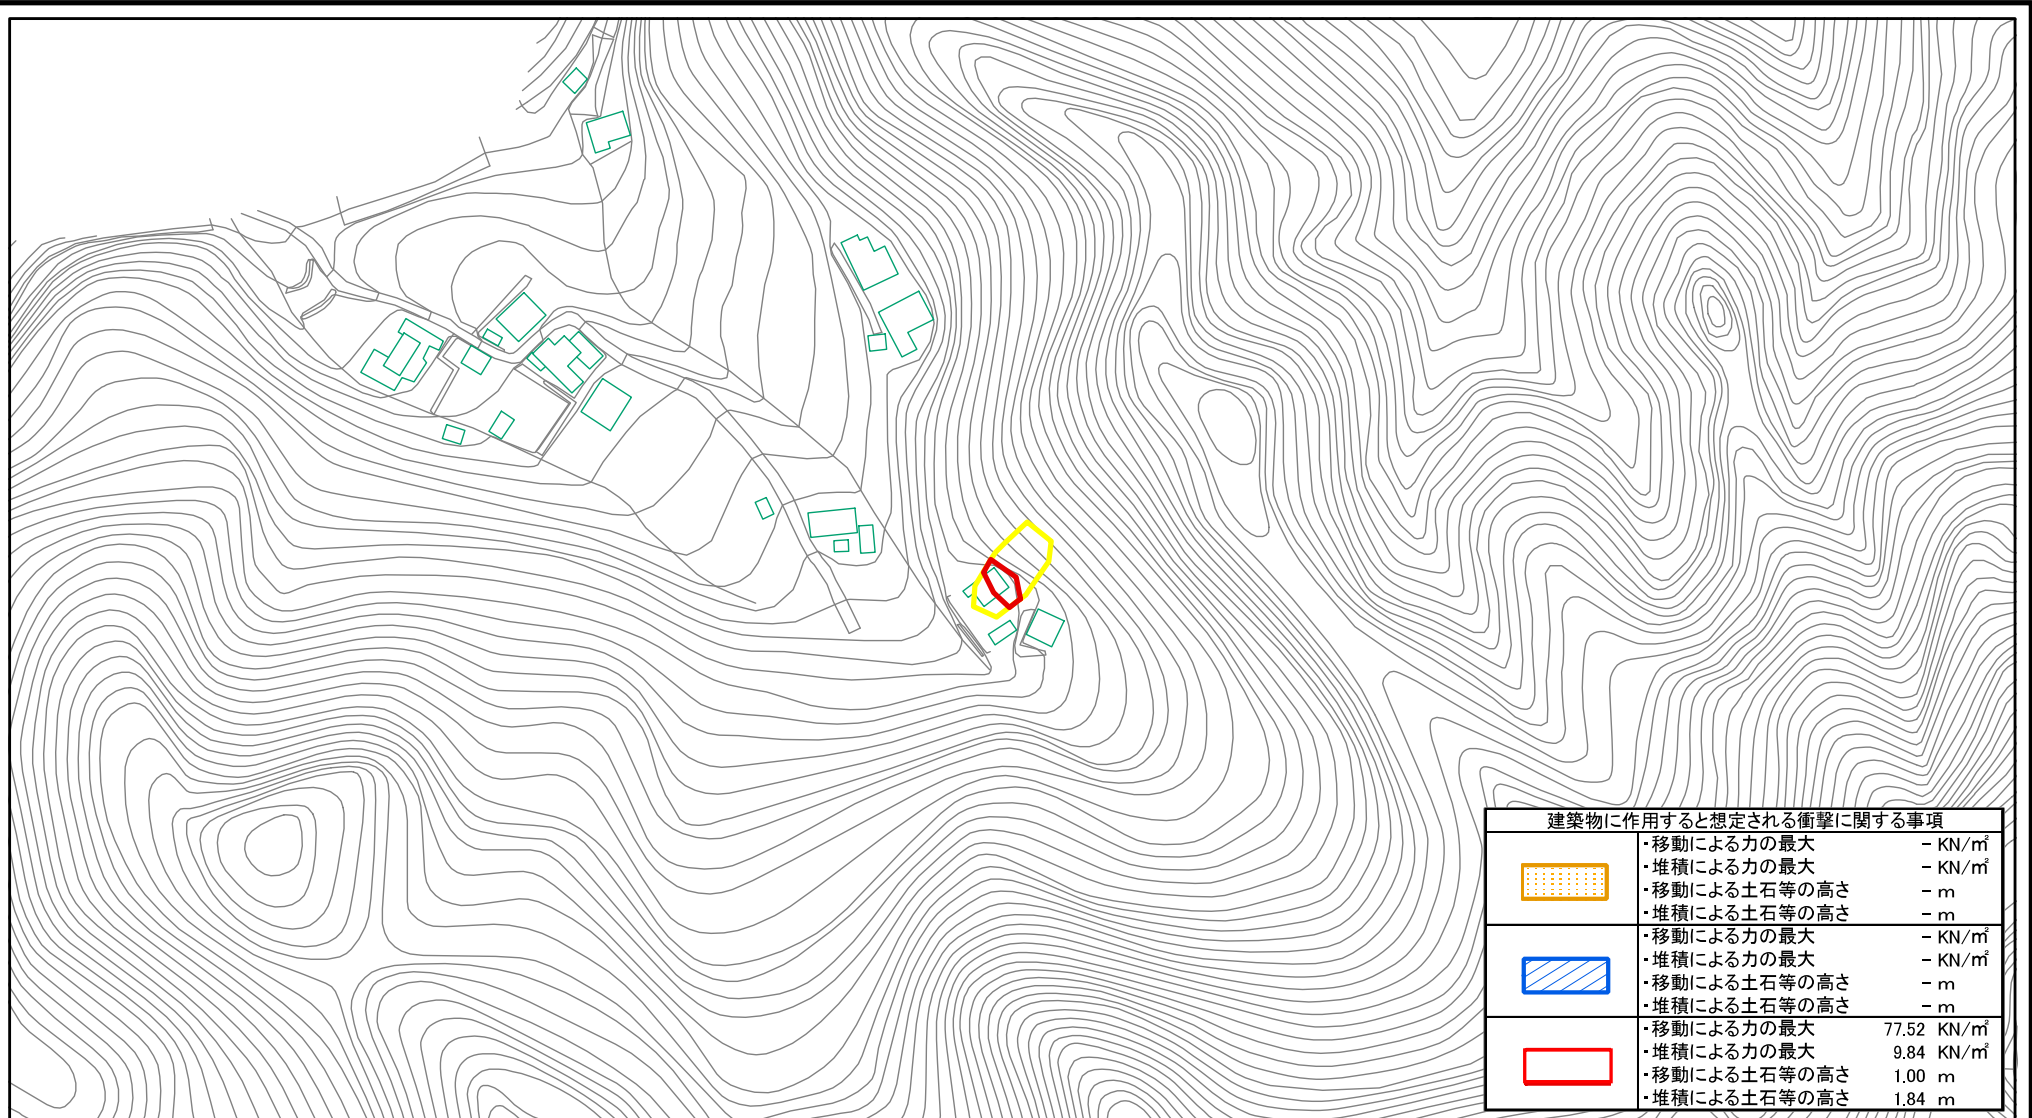 建築物に作用すると想定される衝撃に関する事項
・移動による力の最大 － KN/㎡
・堆積による力の最大 － KN/㎡
・移動による土石等の高さ － m
・堆積による土石等の高さ － m
・移動による力の最大 － KN/㎡
・堆積による力の最大 － KN/㎡
・移動による土石等の高さ － m
・堆積による土石等の高さ － m
・移動による力の最大 77.52 KN/㎡
・堆積による力の最大 9.84 KN/㎡
・移動による土石等の高さ 1.00 m
・堆積による土石等の高さ 1.84 m